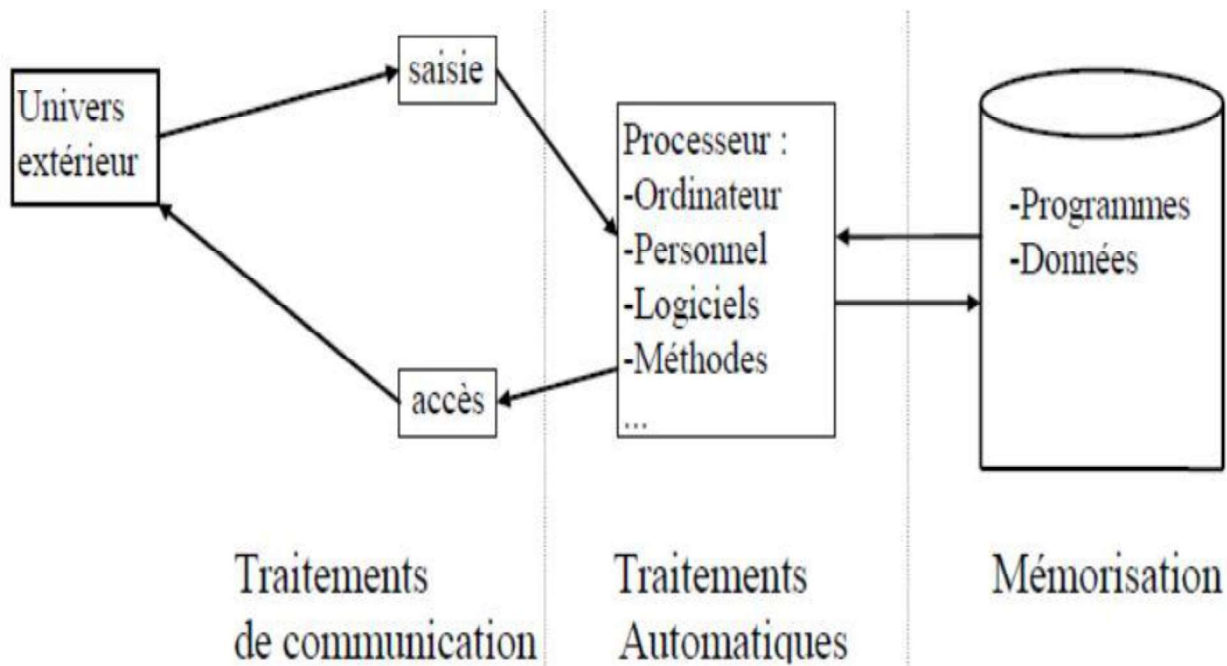 Univers
extérieur
saisie
accès
Processeur :
-Ordinateur
-Personnel
-Logiciels
-Méthodes
...
-Programmes
-Données
Traitements
de communication
Traitements
Automatiques
Mémorisation